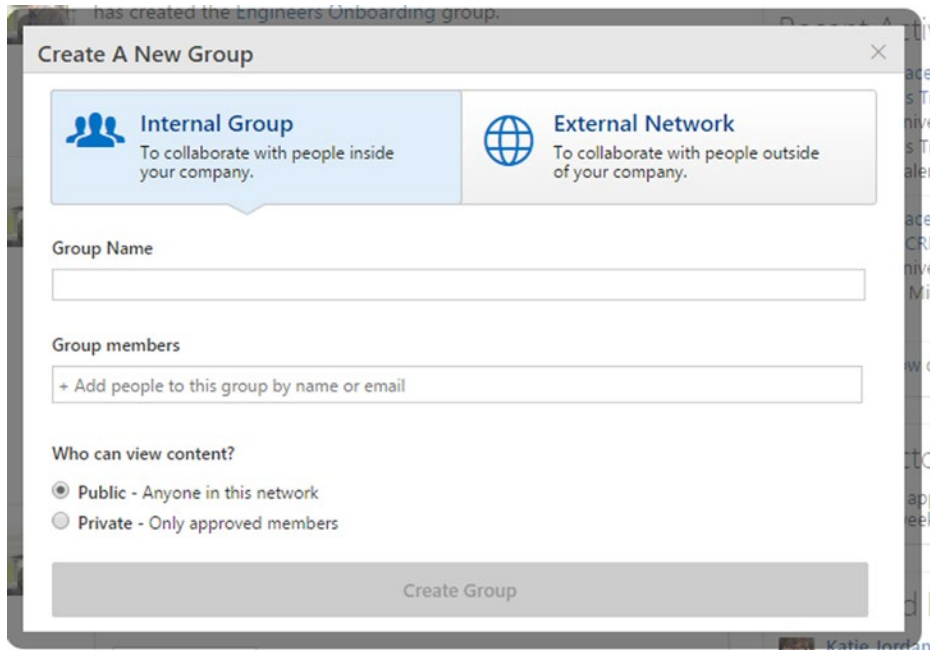 has created the Engineers Onboarding group.
Create A New Group
Internal Group
To collaborate with people inside
your company.
External Network
To collaborate with people outside
of your company.
Group Name
Group members
+ Add people to this group by name or email
Who can view content?
Public - Anyone in this network
Private - Only approved members
Create Group
Katie Jordan